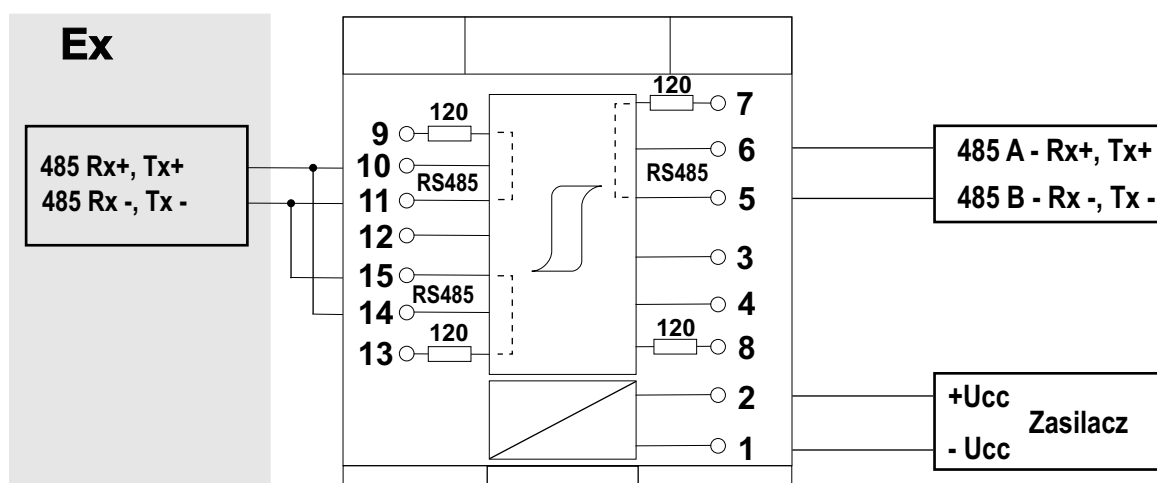 Ex
485 Rx+, Tx+
485 Rx -, Tx -
120
9
10
RS485
11
12
15
RS485
14
120
13
120
7
6
RS485
5
3
4
120
8
2
1
485 A - Rx+, Tx+
485 B - Rx -, Tx -
+Ucc
Zasilacz
- Ucc